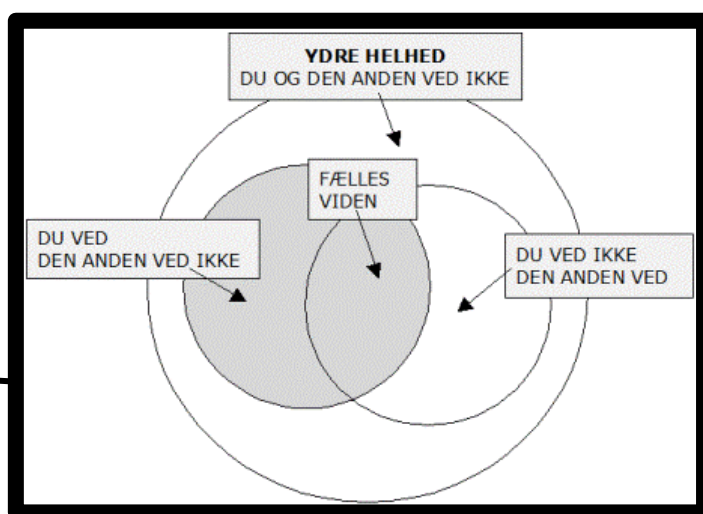 YDRE HELHED
DU OG DEN ANDEN VED IKKE
FÆLLES
VIDEN
DU VED
DEN ANDEN VED IKKE
DU VED IKKE
DEN ANDEN VED